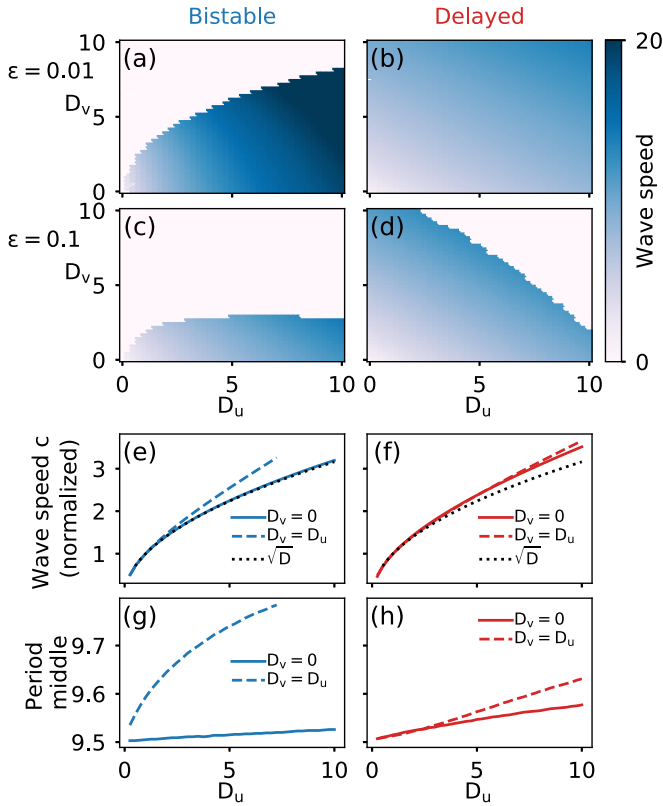 Bistable Delayed
10 (a) (b) 20
ε = 0.01
Dᵥ 5
0
10 (c) (d)
ε = 0.1
Dᵥ 5
0 0
0 5 10 0 5 10
Dᵤ Dᵤ
Wave speed
(e) (f)
3
2
1
Wave speed c
(normalized)
Dᵥ = 0 Dᵥ = 0
Dᵥ = Dᵤ Dᵥ = Dᵤ
√D √D
(g) (h)
9.7
9.6
9.5
Period
middle
Dᵥ = 0 Dᵥ = 0
Dᵥ = Dᵤ Dᵥ = Dᵤ
0 5 10 0 5 10
Dᵤ Dᵤ